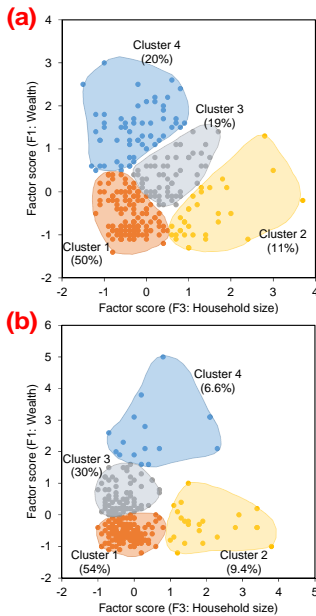 (a)
4
3
2
1
0
-1
-2
Factor score (F1: Wealth)
Cluster 4
(20%)
Cluster 3
(19%)
Cluster 1
(50%)
Cluster 2
(11%)
-2 -1 0 1 2 3 4
Factor score (F3: Household size)
(b)
6
5
4
3
2
1
0
-1
-2
Factor score (F1: Wealth)
Cluster 4
(6.6%)
Cluster 3
(30%)
Cluster 1
(54%)
Cluster 2
(9.4%)
-2 -1 0 1 2 3 4 5
Factor score (F3: Household size)